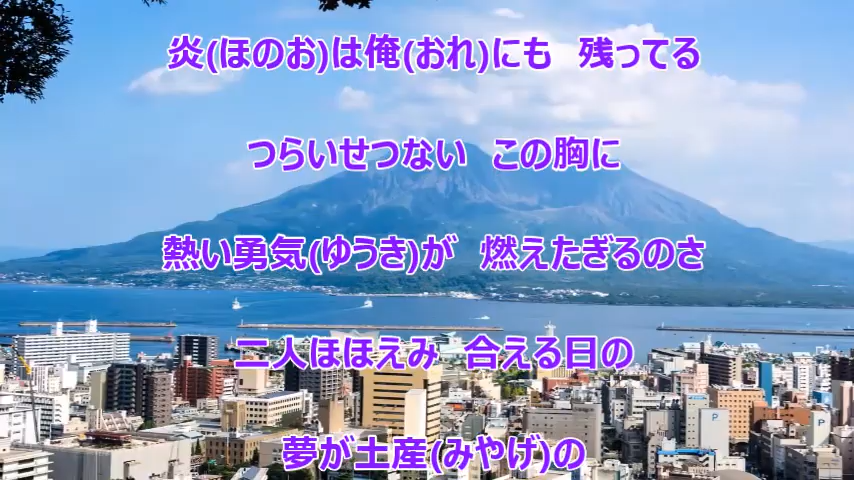 炎(ほのお)は俺(おれ)にも　残ってる
つらいせつない　この胸に
熱い勇気(ゆうき)が　燃えたぎるのさ
二人ほほえみ　合える日の
夢が土産(みやげ)の